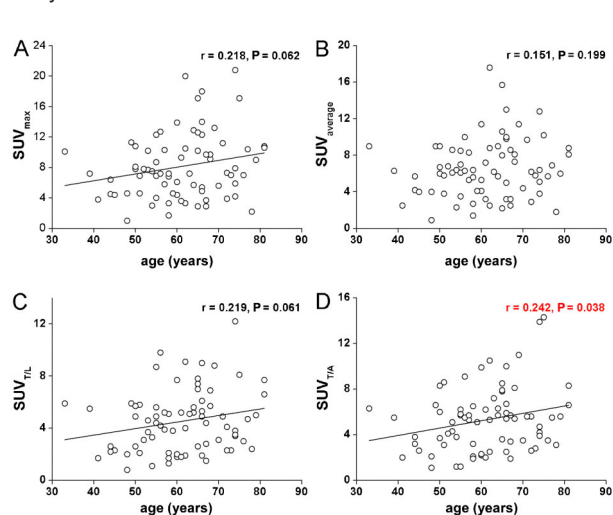 A
r = 0.218, P = 0.062
SUVmax
24
20
16
12
8
4
0
30 40 50 60 70 80 90
age (years)
B
r = 0.151, P = 0.199
SUVaverage
20
16
12
8
4
0
30 40 50 60 70 80 90
age (years)
C
r = 0.219, P = 0.061
SUVT/L
12
8
4
0
30 40 50 60 70 80 90
age (years)
D
r = 0.242, P = 0.038
SUVT/A
16
12
8
4
0
30 40 50 60 70 80 90
age (years)